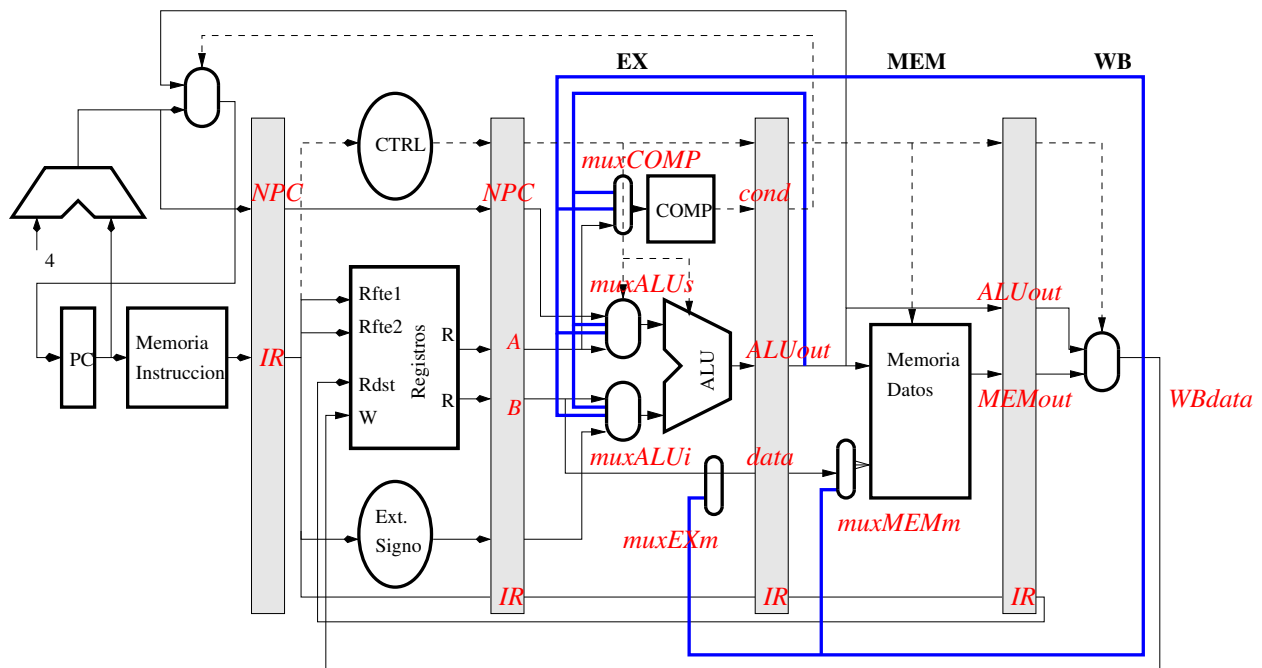 EX MEM WB
CTRL
muxCOMP
NPC NPC cond
COMP
4
muxALUs
Rfte1
ALUout
Rfte2
PC
Memoria
Instruccion
IR
Registros
R
A
ALU
ALUout
Memoria
Datos
Rdst
R
B
W
MEMout
WBdata
muxALUi data
Ext.
Signo
muxEXm
muxMEMm
IR IR IR